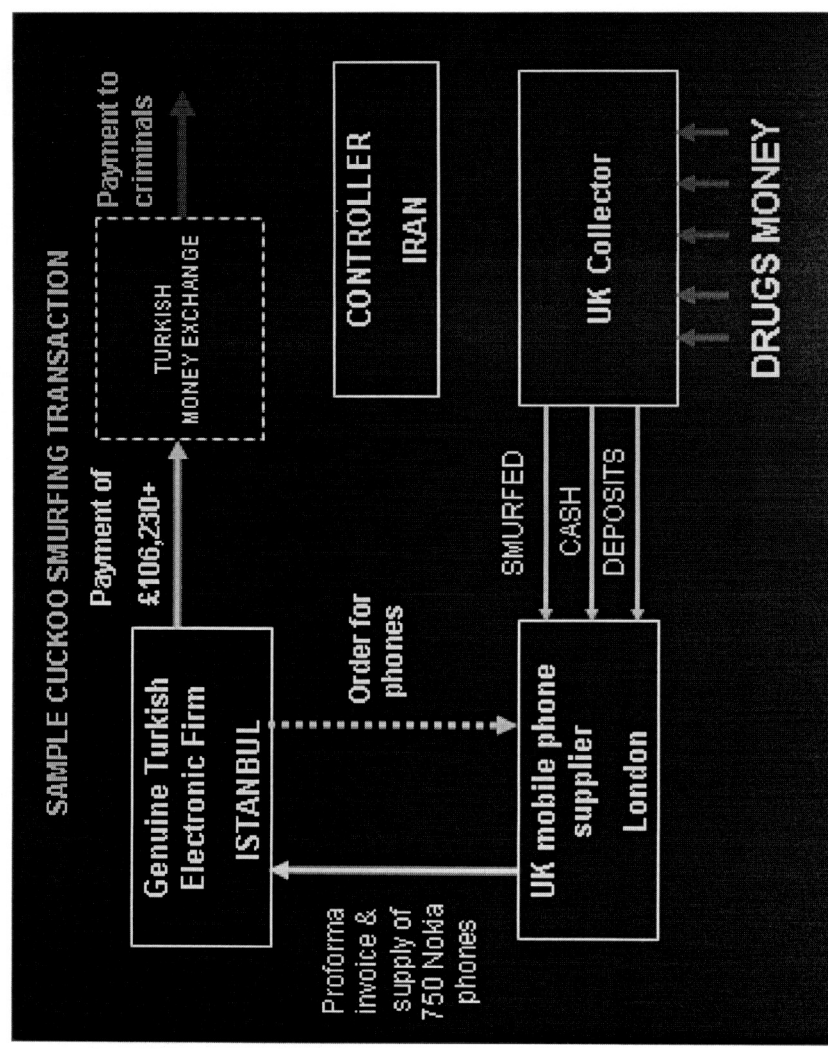 SAMPLE CUCKOO SMURFING TRANSACTION
Genuine Turkish
Electronic Firm
ISTANBUL
Payment of
£106,230+
TURKISH
MONEY EXCHANGE
Payment to
criminals
Proforma
invoice &
supply of
750 Nokia
phones
Order for
phones
CONTROLLER
IRAN
UK mobile phone
supplier
London
SMURFED
CASH
DEPOSITS
UK Collector
DRUGS MONEY